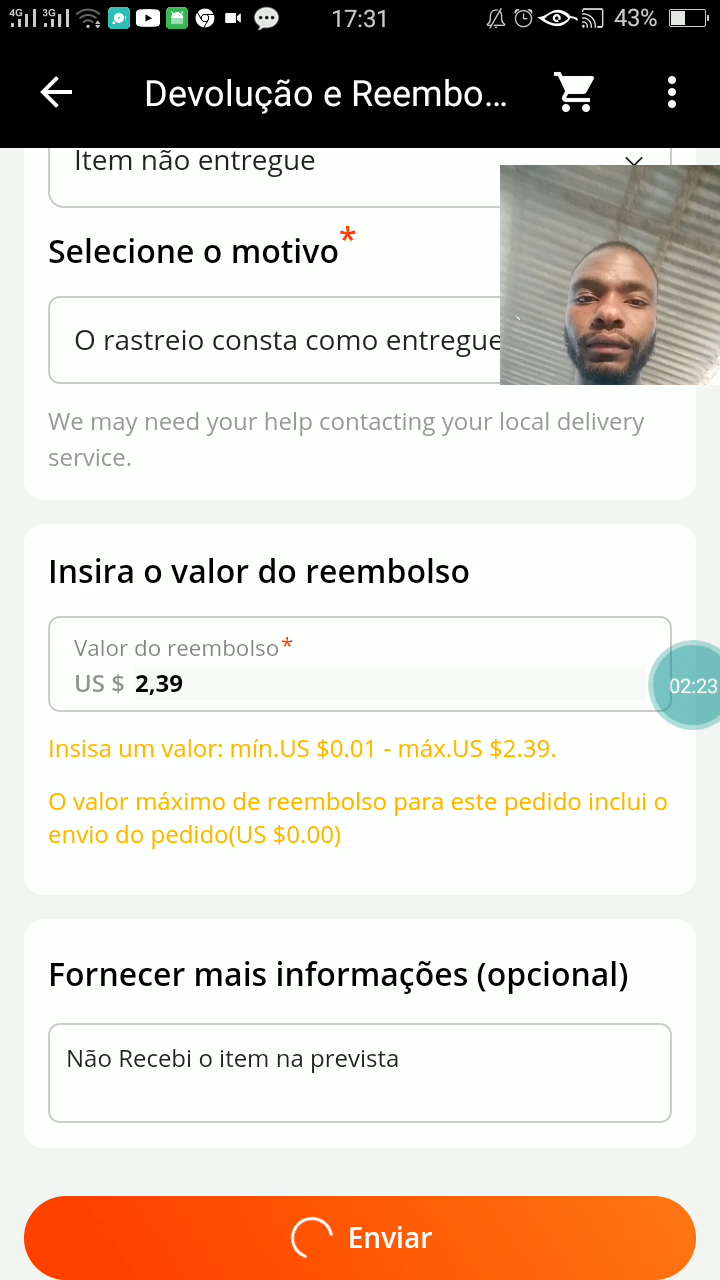 4G 3G 17:31 43%
Devolução e Reembo...
Item não entregue
Selecione o motivo*
O rastreio consta como entregue
We may need your help contacting your local delivery
service.
Insira o valor do reembolso
Valor do reembolso*
US $ 2,39
02:23
Insisa um valor: mín.US $0.01 - máx.US $2.39.
O valor máximo de reembolso para este pedido inclui o
envio do pedido(US $0.00)
Fornecer mais informações (opcional)
Não Recebi o item na prevista
Enviar